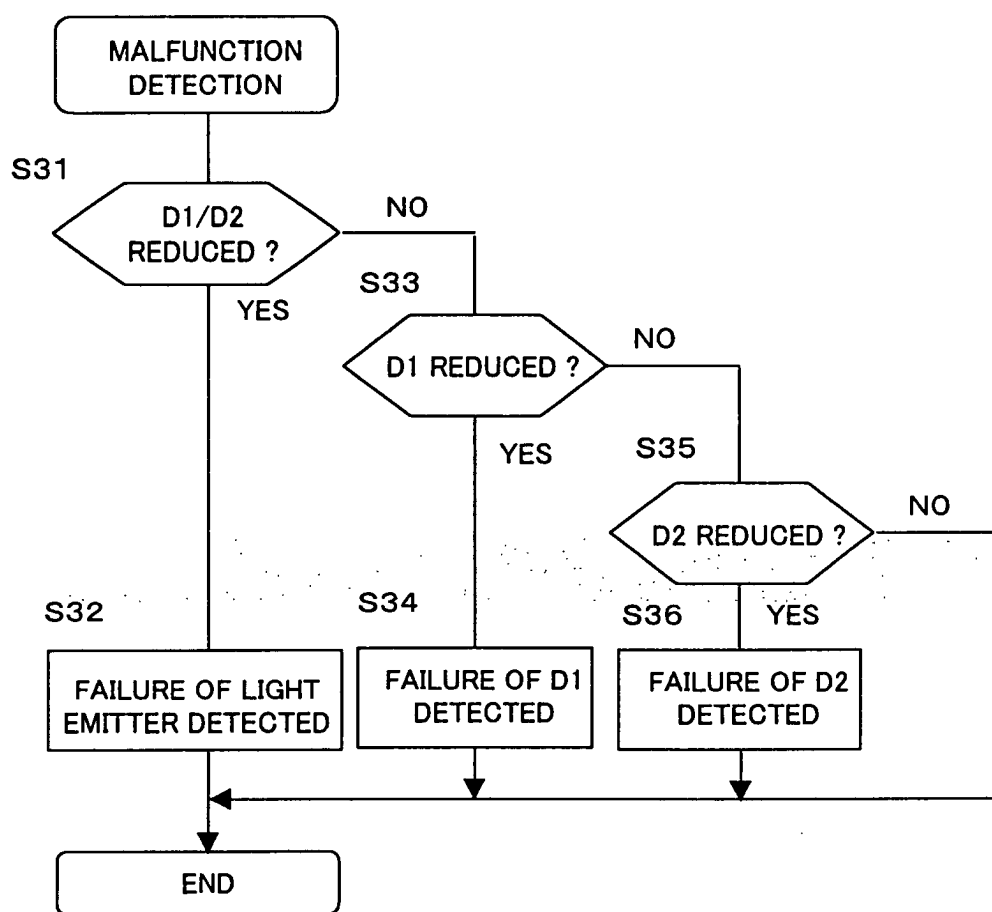 MALFUNCTION
DETECTION
S31
D1/D2
REDUCED ?
NO
YES
S33
D1 REDUCED ?
NO
YES
S35
D2 REDUCED ?
NO
YES
S32
FAILURE OF LIGHT
EMITTER DETECTED
S34
FAILURE OF D1
DETECTED
S36
FAILURE OF D2
DETECTED
END